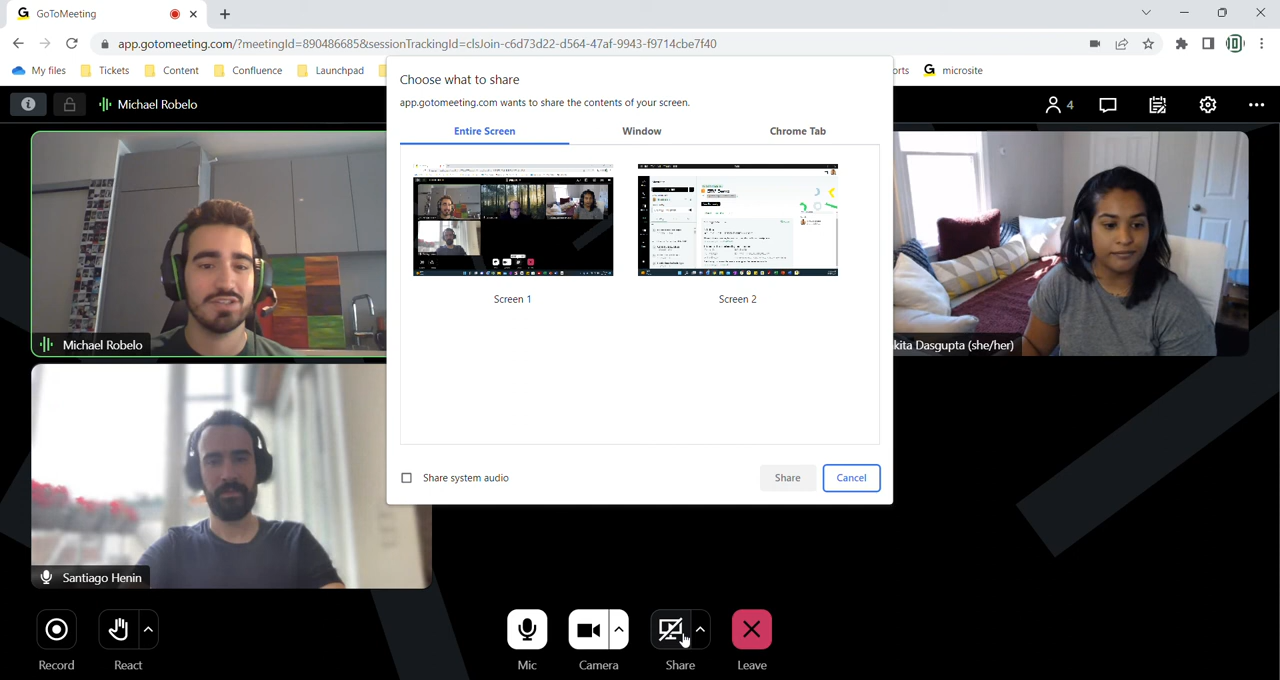 GoToMeeting
app.gotomeeting.com/?meetingId=890486685&sessionTrackingId=clsJoin-c6d73d22-d564-47af-9943-f9714cbe7f40
My files
Tickets
Content
Confluence
Launchpad
orts
microsite
Michael Robelo
4
Choose what to share
app.gotomeeting.com wants to share the contents of your screen.
Entire Screen
Window
Chrome Tab
Screen 1
Screen 2
Share system audio
Share
Cancel
Michael Robelo
kita Dasgupta (she/her)
Santiago Henin
Record
React
Mic
Camera
Share
Leave